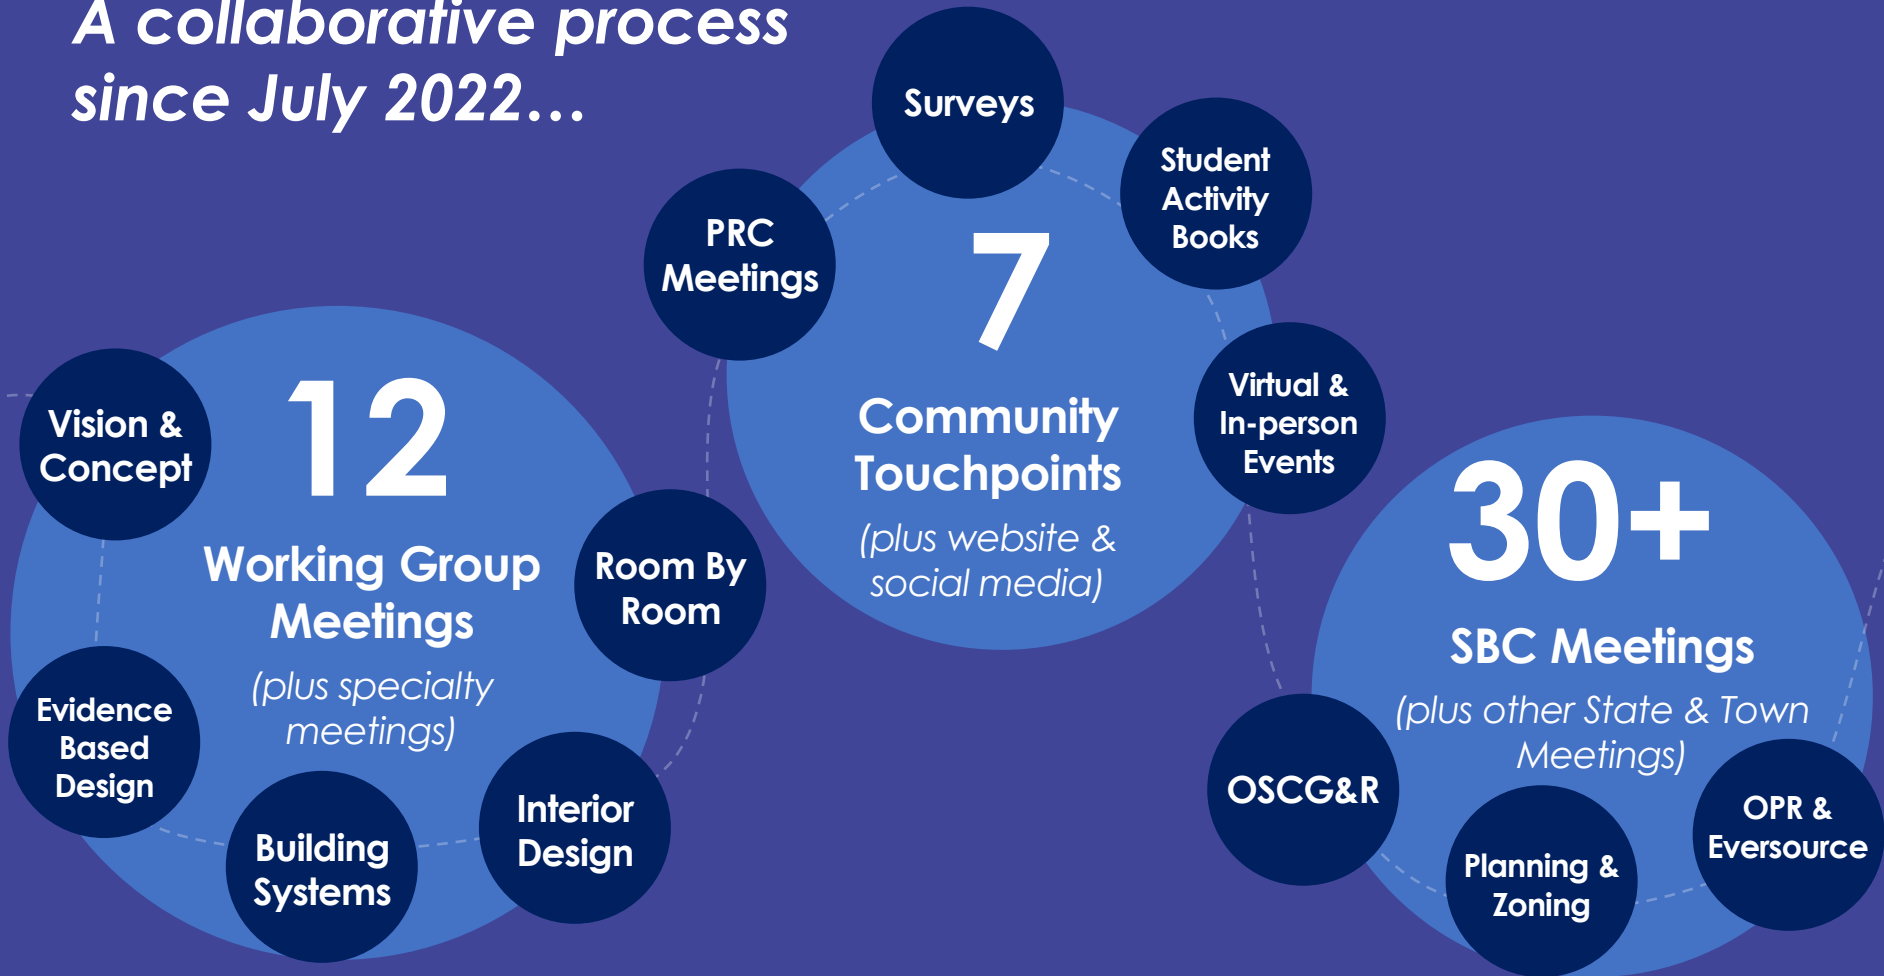 A collaborative process
since July 2022…
Vision &
Concept
12
Working Group
Meetings
(plus specialty
meetings)
Evidence
Based
Design
Building
Systems
Interior
Design
Room By
Room
PRC
Meetings
Surveys
Student
Activity
Books
Virtual &
In-person
Events
7
Community
Touchpoints
(plus website &
social media)
30+
SBC Meetings
(plus other State & Town
Meetings)
OSCG&R
Planning &
Zoning
OPR &
Eversource